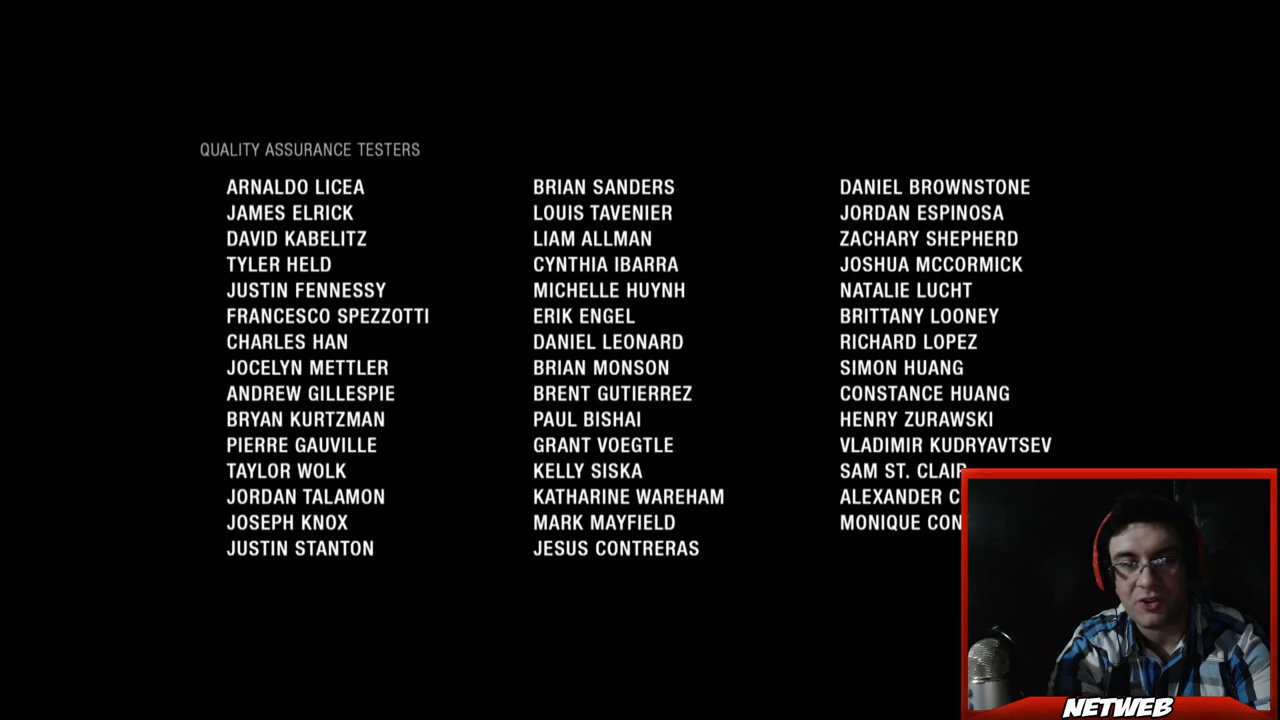 QUALITY ASSURANCE TESTERS
ARNALDO LICEA
JAMES ELRICK
DAVID KABELITZ
TYLER HELD
JUSTIN FENNESSY
FRANCESCO SPEZZOTTI
CHARLES HAN
JOCELYN METTLER
ANDREW GILLESPIE
BRYAN KURTZMAN
PIERRE GAUVILLE
TAYLOR WOLK
JORDAN TALAMON
JOSEPH KNOX
JUSTIN STANTON
BRIAN SANDERS
LOUIS TAVENIER
LIAM ALLMAN
CYNTHIA IBARRA
MICHELLE HUYNH
ERIK ENGEL
DANIEL LEONARD
BRIAN MONSON
BRENT GUTIERREZ
PAUL BISHAI
GRANT VOEGTLE
KELLY SISKA
KATHARINE WAREHAM
MARK MAYFIELD
JESUS CONTRERAS
DANIEL BROWNSTONE
JORDAN ESPINOSA
ZACHARY SHEPHERD
JOSHUA MCCORMICK
NATALIE LUCHT
BRITTANY LOONEY
RICHARD LOPEZ
SIMON HUANG
CONSTANCE HUANG
HENRY ZURAWSKI
VLADIMIR KUDRYAVTSEV
SAM ST. CLAIR
ALEXANDER
MONIQUE
NETWEB